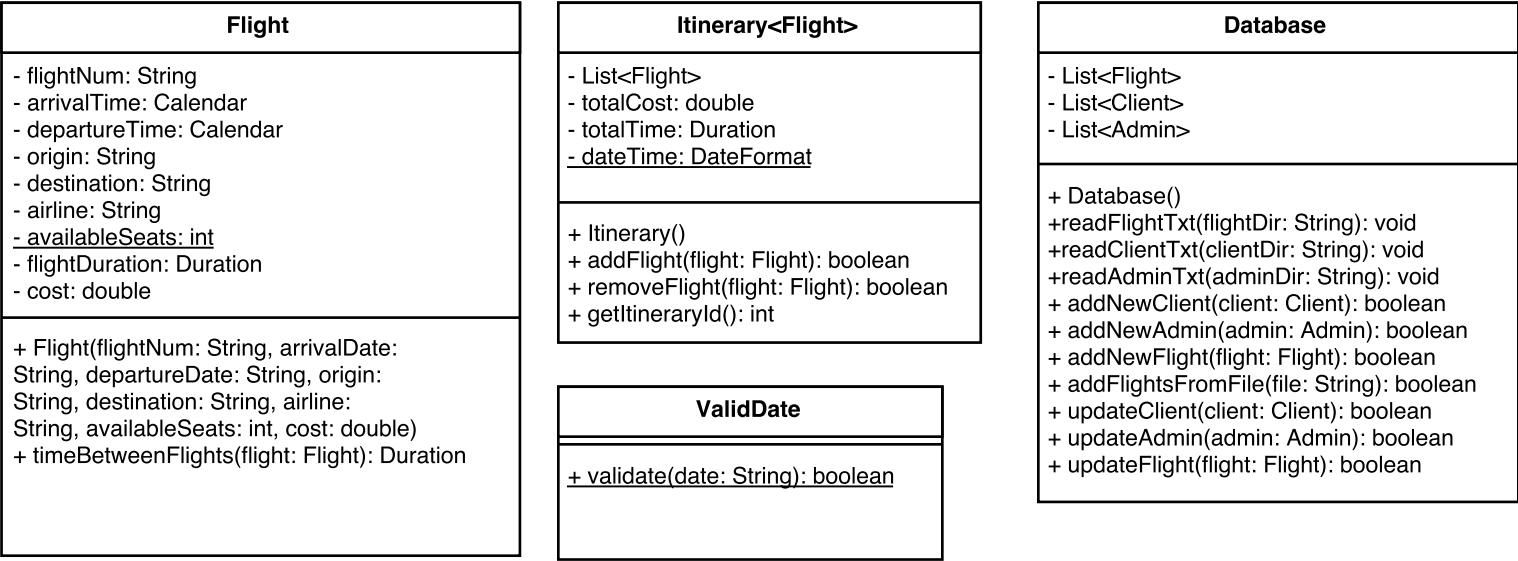 Flight
- flightNum: String
- arrivalTime: Calendar
- departureTime: Calendar
- origin: String
- destination: String
- airline: String
- availableSeats: int
- flightDuration: Duration
- cost: double
+ Flight(flightNum: String, arrivalDate:
String, departureDate: String, origin:
String, destination: String, airline:
String, availableSeats: int, cost: double)
+ timeBetweenFlights(flight: Flight): Duration
Itinerary<Flight>
- List<Flight>
- totalCost: double
- totalTime: Duration
- dateTime: DateFormat
+ Itinerary()
+ addFlight(flight: Flight): boolean
+ removeFlight(flight: Flight): boolean
+ getItineraryId(): int
ValidDate
+ validate(date: String): boolean
Database
- List<Flight>
- List<Client>
- List<Admin>
+ Database()
+readFlightTxt(flightDir: String): void
+readClientTxt(clientDir: String): void
+readAdminTxt(adminDir: String): void
+ addNewClient(client: Client): boolean
+ addNewAdmin(admin: Admin): boolean
+ addNewFlight(flight: Flight): boolean
+ addFlightsFromFile(file: String): boolean
+ updateClient(client: Client): boolean
+ updateAdmin(admin: Admin): boolean
+ updateFlight(flight: Flight): boolean